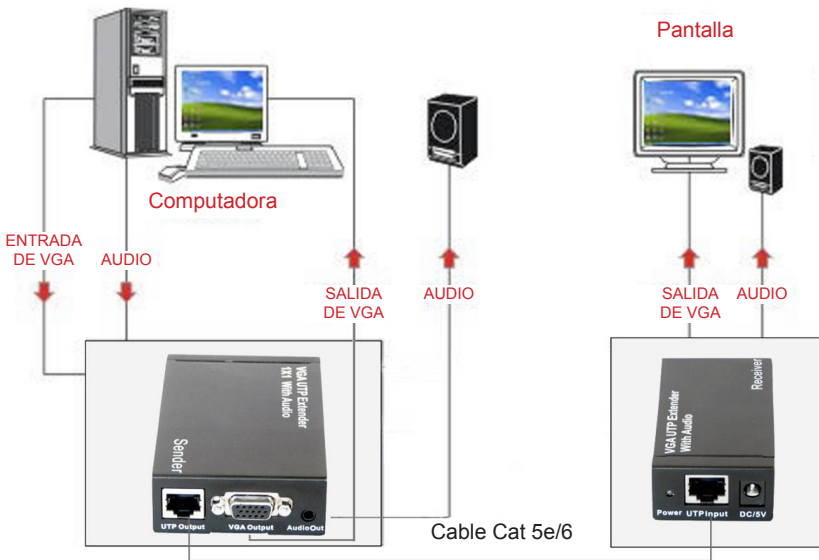 Pantalla
Computadora
ENTRADA
DE VGA
AUDIO
SALIDA
DE VGA
AUDIO
SALIDA
DE VGA
AUDIO
VGA UTP Extender
1X1 With Audio
Sender
UTP Output
VGA Output
AudioOut
Cable Cat 5e/6
Receiver
VGA UTP Extender
With Audio
Power
UTP Input
DC/5V